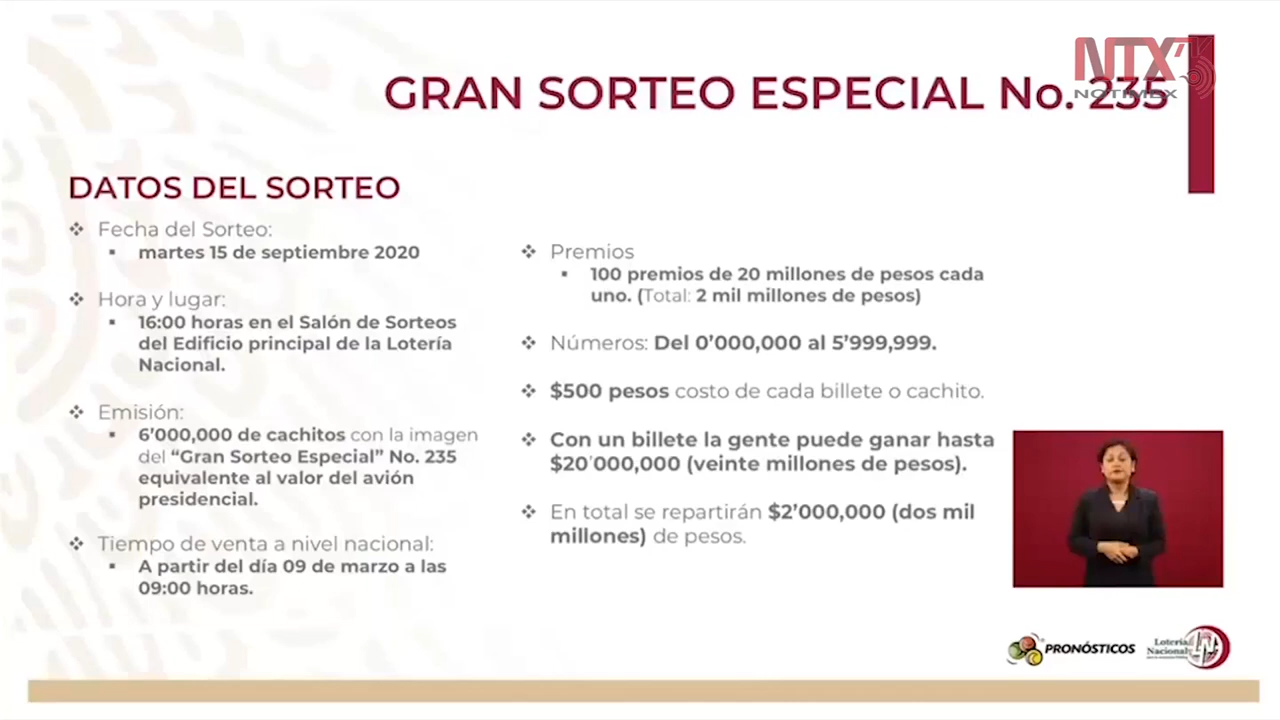 NTX
NOTIMEX
GRAN SORTEO ESPECIAL No. 235
DATOS DEL SORTEO
Fecha del Sorteo:
martes 15 de septiembre 2020
Hora y lugar:
16:00 horas en el Salón de Sorteos
del Edificio principal de la Lotería
Nacional.
Emisión:
6’000,000 de cachitos con la imagen
del “Gran Sorteo Especial” No. 235
equivalente al valor del avión
presidencial.
Tiempo de venta a nivel nacional:
A partir del día 09 de marzo a las
09:00 horas.
Premios
100 premios de 20 millones de pesos cada
uno. (Total: 2 mil millones de pesos)
Números: Del 0’000,000 al 5’999,999.
$500 pesos costo de cada billete o cachito.
Con un billete la gente puede ganar hasta
$20’000,000 (veinte millones de pesos).
En total se repartirán $2’000,000 (dos mil
millones) de pesos.
PRONÓSTICOS
Lotería
Nacional
LN